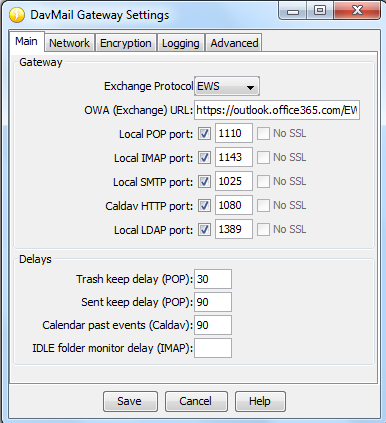 DavMail Gateway Settings
Main Network Encryption Logging Advanced
Gateway
Exchange Protocol EWS
OWA (Exchange) URL: https://outlook.office365.com/EW
Local POP port: 1110 No SSL
Local IMAP port: 1143 No SSL
Local SMTP port: 1025 No SSL
Caldav HTTP port: 1080 No SSL
Local LDAP port: 1389 No SSL
Delays
Trash keep delay (POP): 30
Sent keep delay (POP): 90
Calendar past events (Caldav): 90
IDLE folder monitor delay (IMAP):
Save Cancel Help